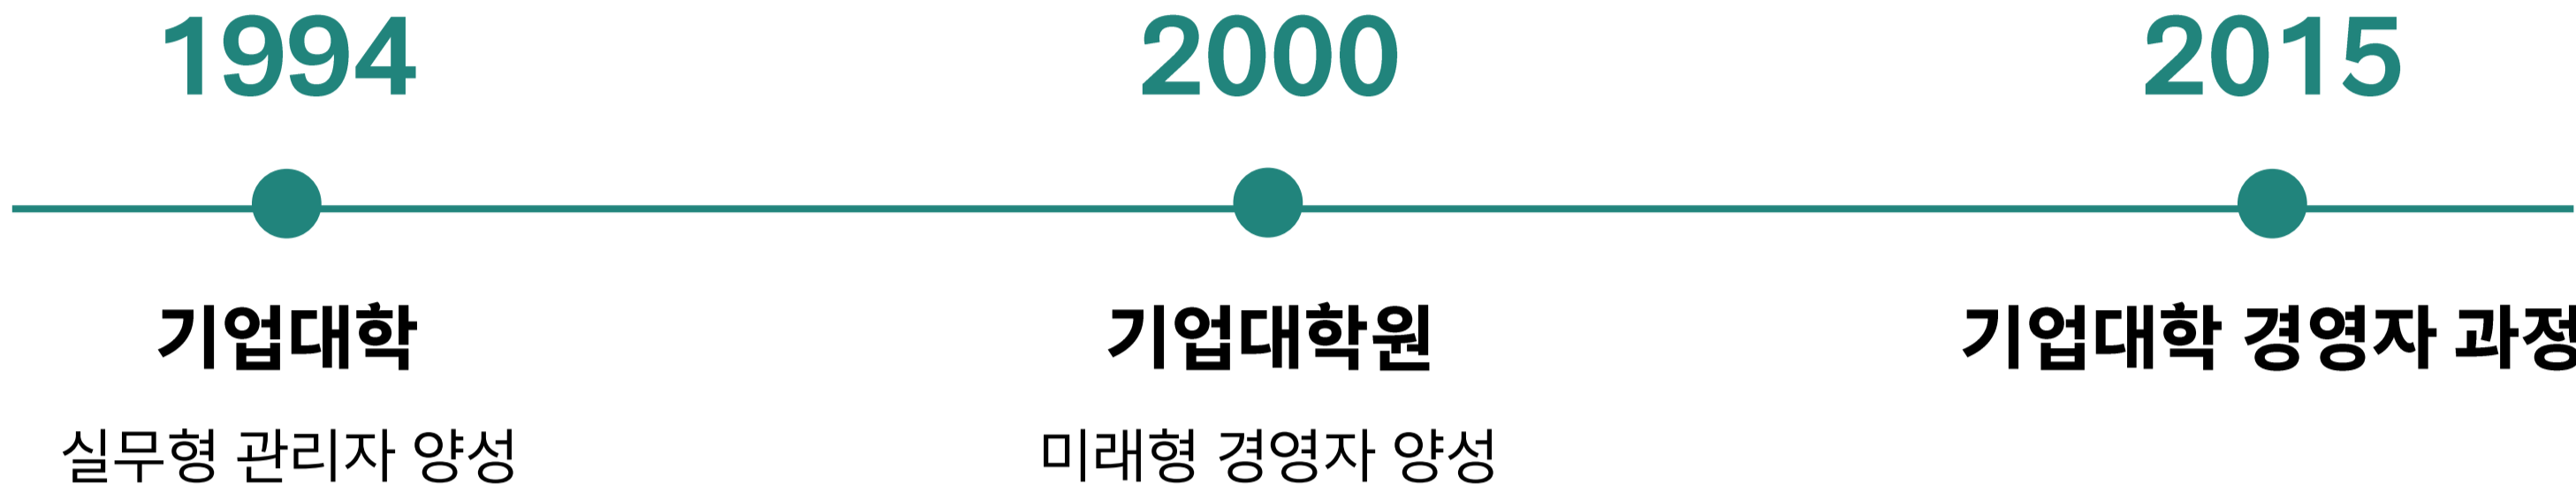 1994 2000 2015
기업대학 기업대학원 기업대학 경영자 과정
실무형 관리자 양성 미래형 경영자 양성